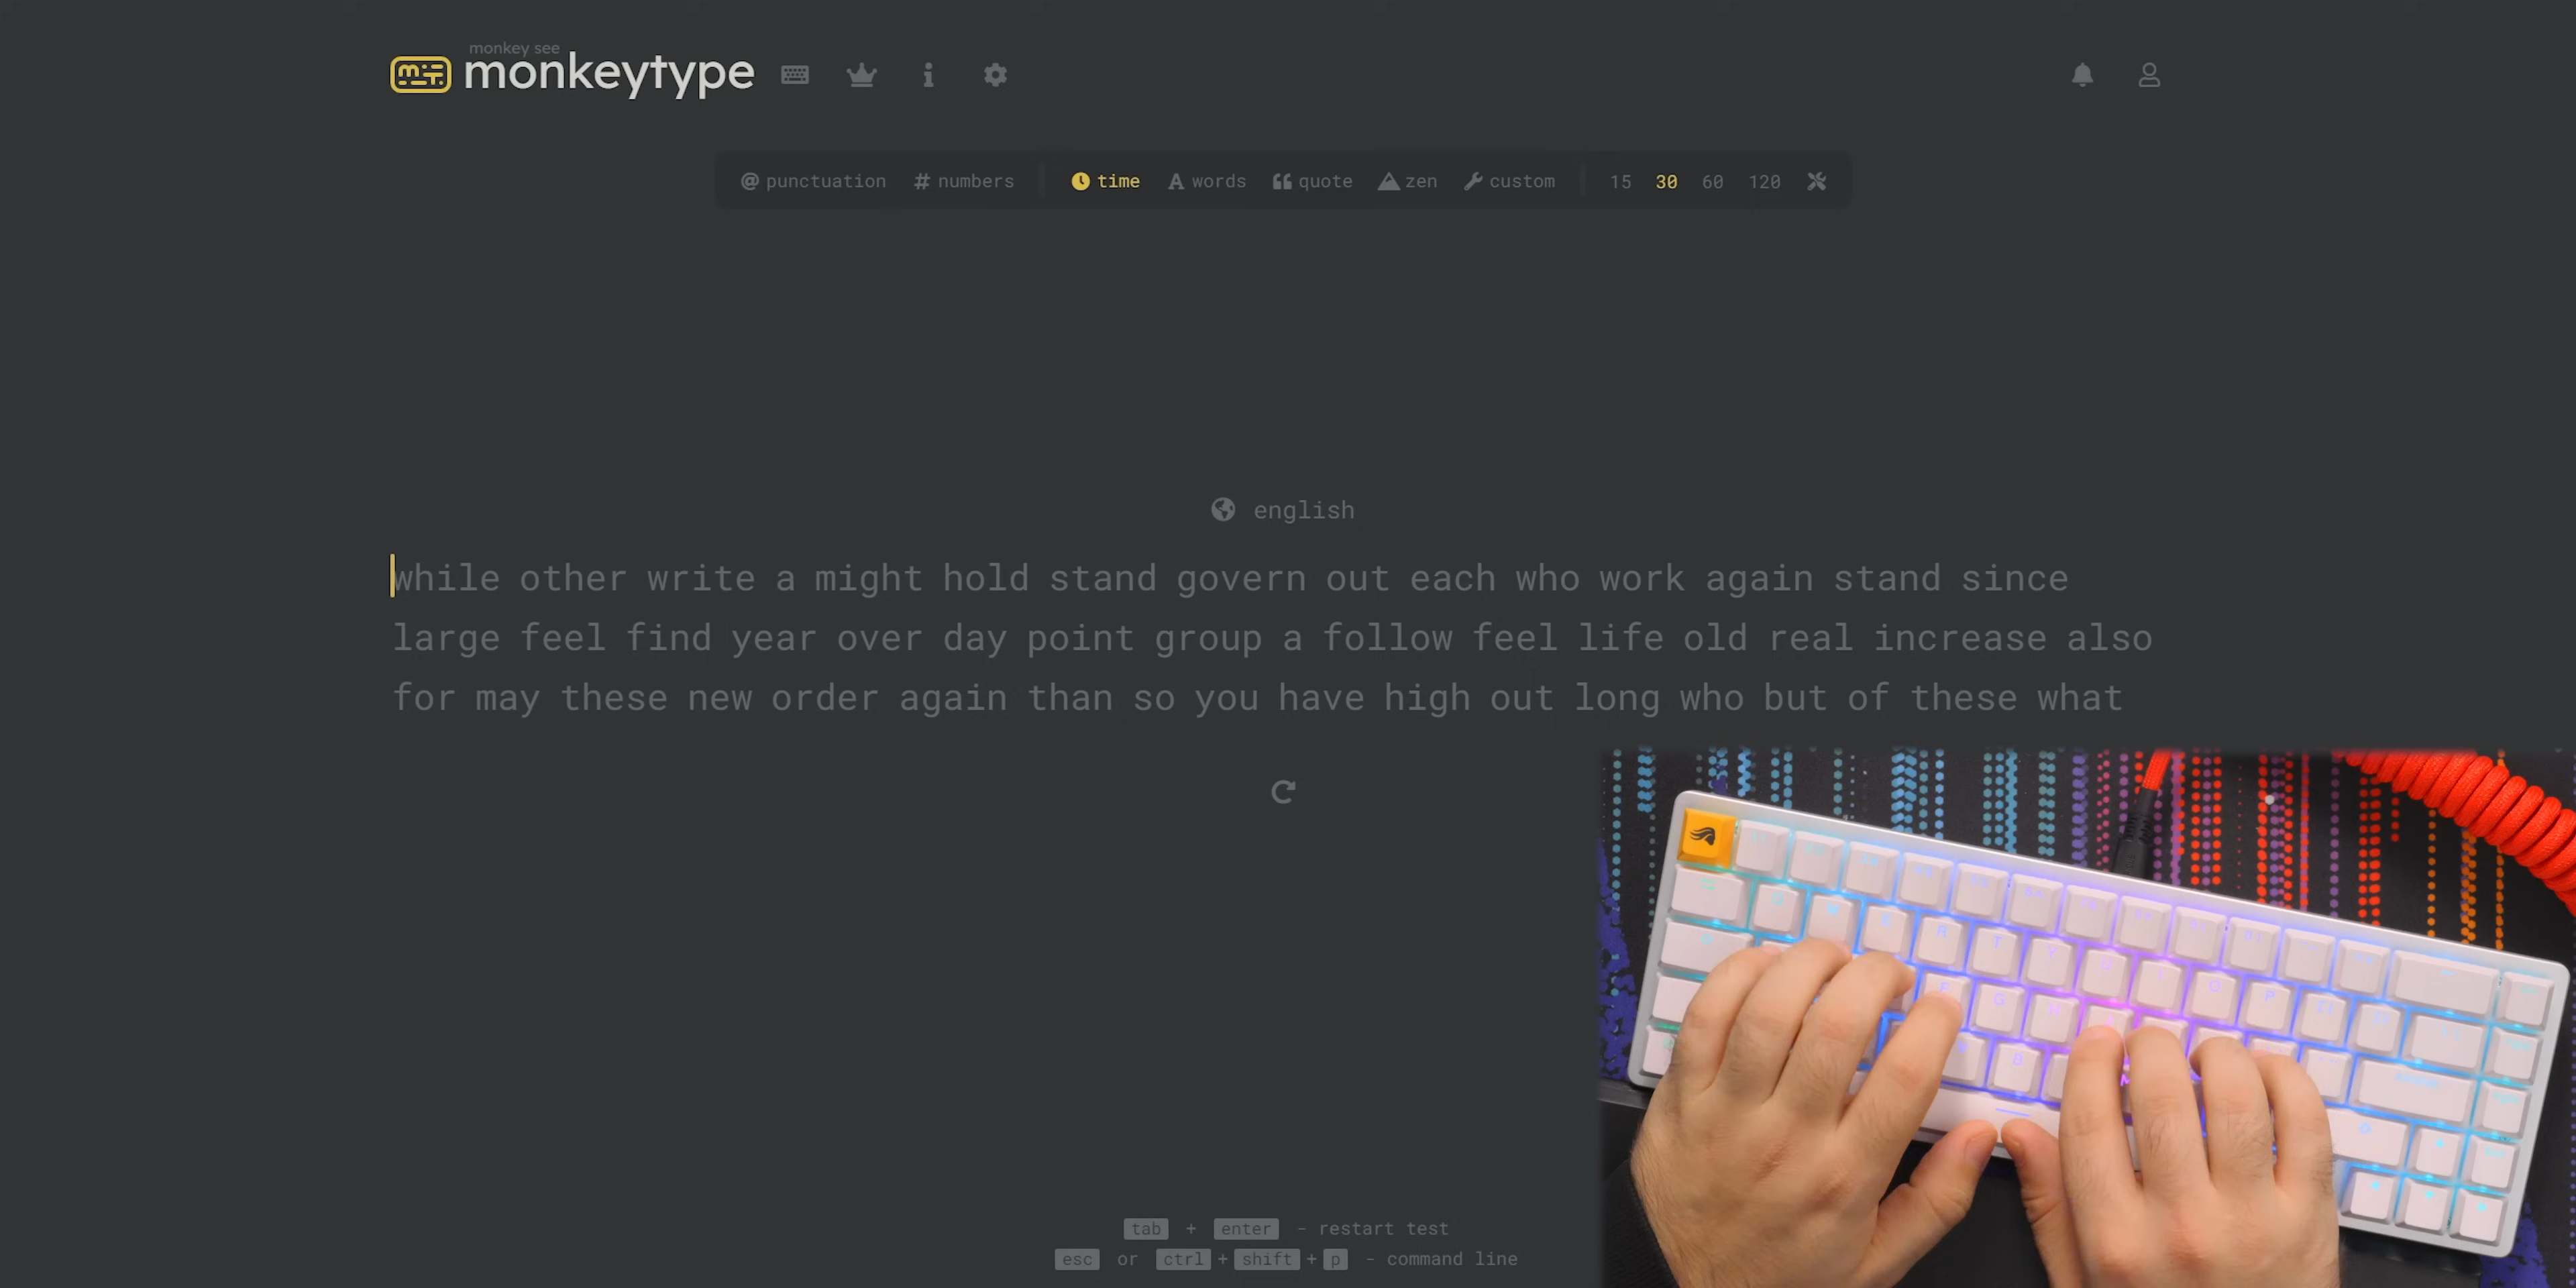 monkey see
monkeytype
@ punctuation # numbers time A words quote zen custom 15 30 60 120
english
while other write a might hold stand govern out each who work again stand since
large feel find year over day point group a follow feel life old real increase also
for may these new order again than so you have high out long who but of these what
tab + enter - restart test
esc or ctrl + shift + p - command line